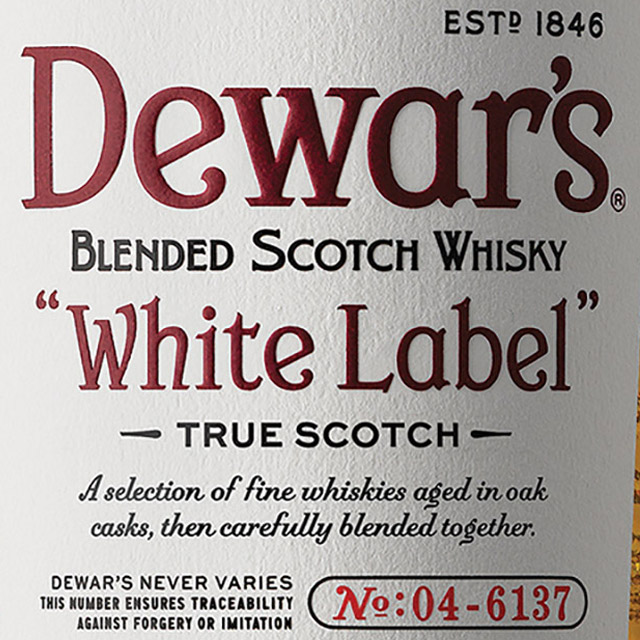 ESTD 1846
Dewar's®
BLENDED SCOTCH WHISKY
"White Label"
TRUE SCOTCH
A selection of fine whiskies aged in oak
casks, then carefully blended together.
DEWAR'S NEVER VARIES
THIS NUMBER ENSURES TRACEABILITY
AGAINST FORGERY OR IMITATION
No:04-6137